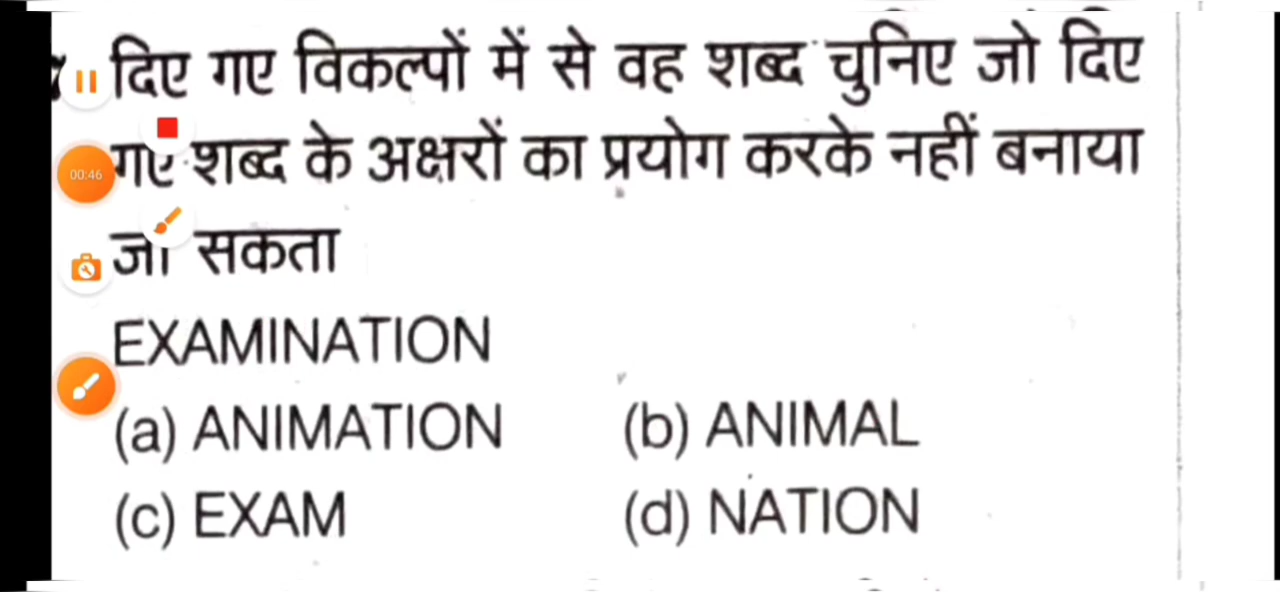 दिए गए विकल्पों में से वह शब्द चुनिए जो दिए
गए शब्द के अक्षरों का प्रयोग करके नहीं बनाया
जा सकता
00:46
EXAMINATION
(a) ANIMATION (b) ANIMAL
(c) EXAM (d) NATION